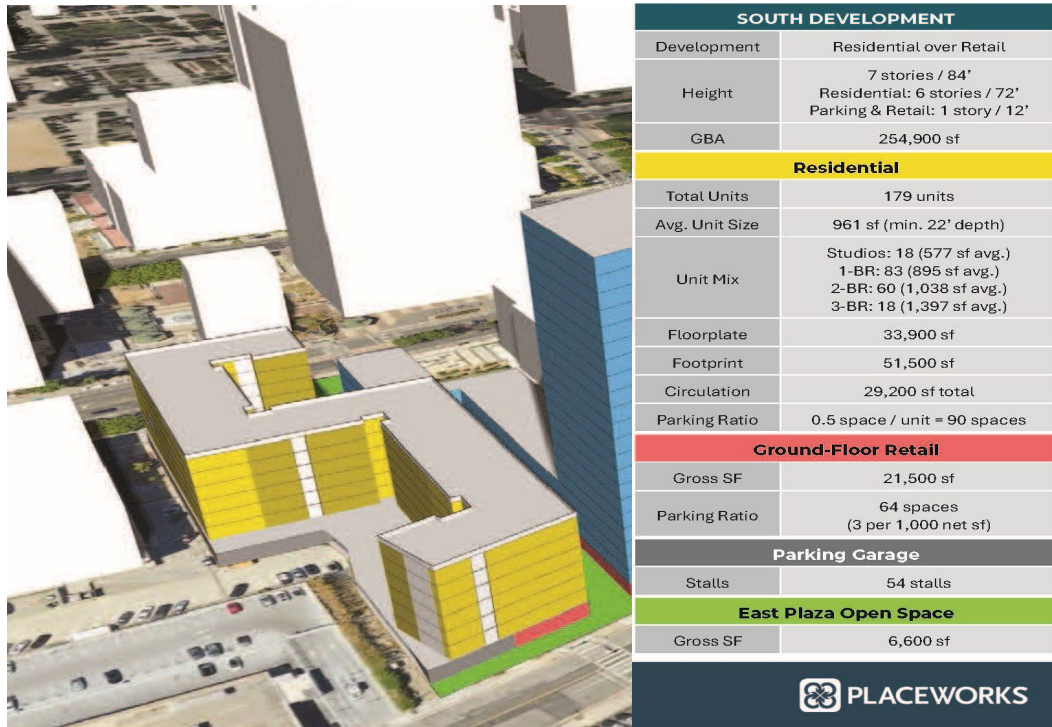 SOUTH DEVELOPMENT
Development Residential over Retail
Height
7 stories / 84’
Residential: 6 stories / 72’
Parking & Retail: 1 story / 12’
GBA 254,900 sf
Residential
Total Units 179 units
Avg. Unit Size 961 sf (min. 22’ depth)
Unit Mix
Studios: 18 (577 sf avg.)
1-BR: 83 (895 sf avg.)
2-BR: 60 (1,038 sf avg.)
3-BR: 18 (1,397 sf avg.)
Floorplate 33,900 sf
Footprint 51,500 sf
Circulation 29,200 sf total
Parking Ratio 0.5 space / unit = 90 spaces
Ground-Floor Retail
Gross SF 21,500 sf
Parking Ratio
64 spaces
(3 per 1,000 net sf)
Parking Garage
Stalls 54 stalls
East Plaza Open Space
Gross SF 6,600 sf
PLACEWORKS